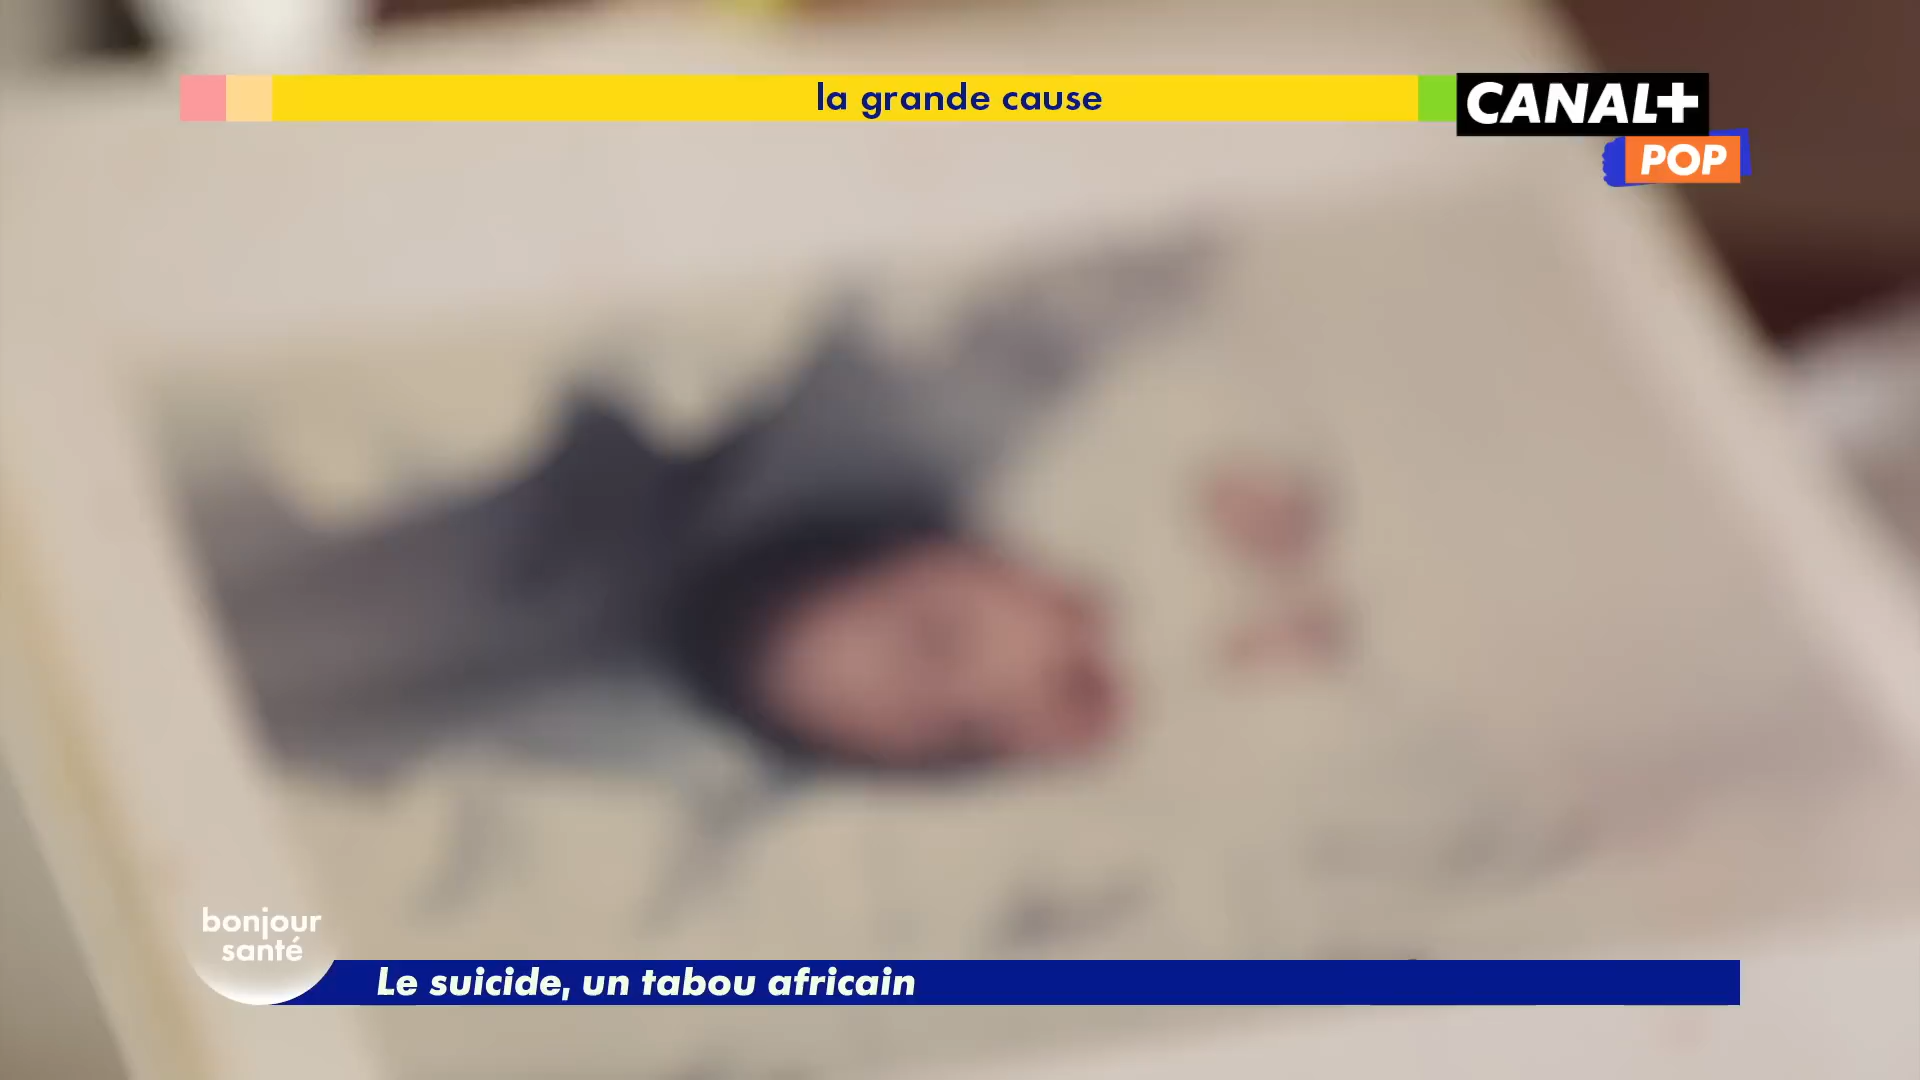 la grande cause
CANAL+
POP
bonjour
santé
Le suicide, un tabou africain